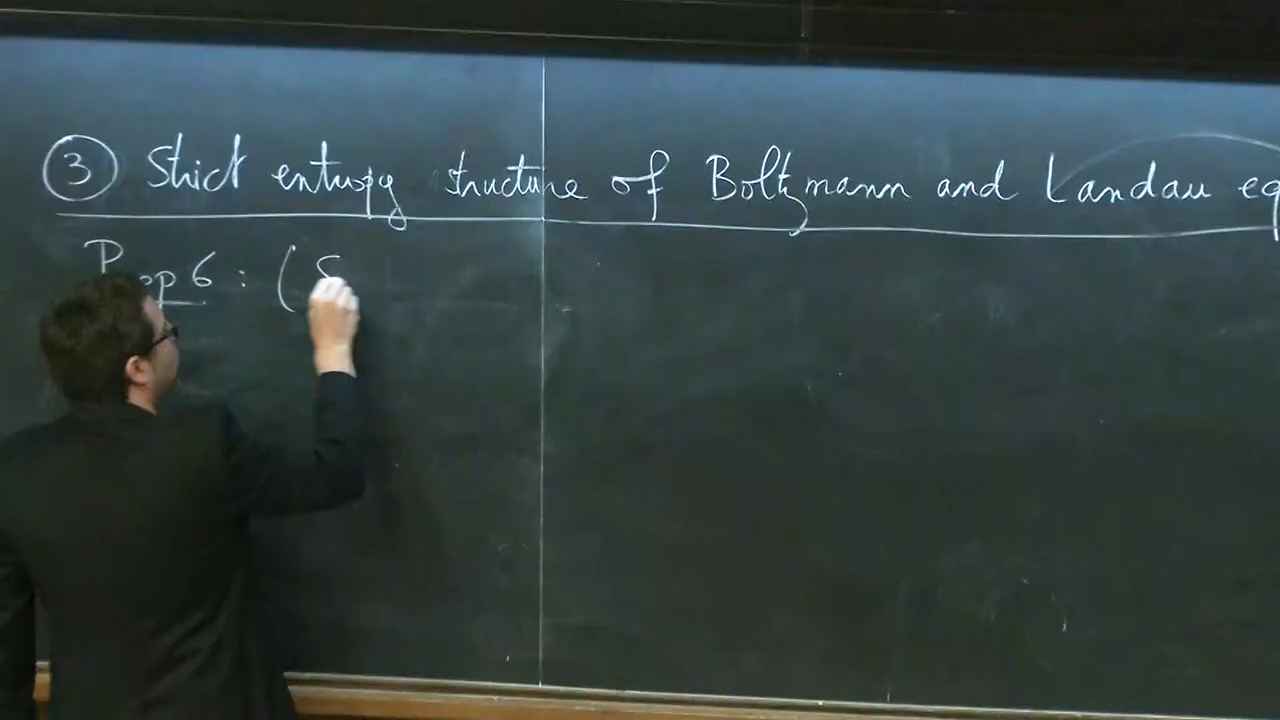 ③ Strict entropy structure of Boltzmann and Landau eq
Prop 6 : ( S